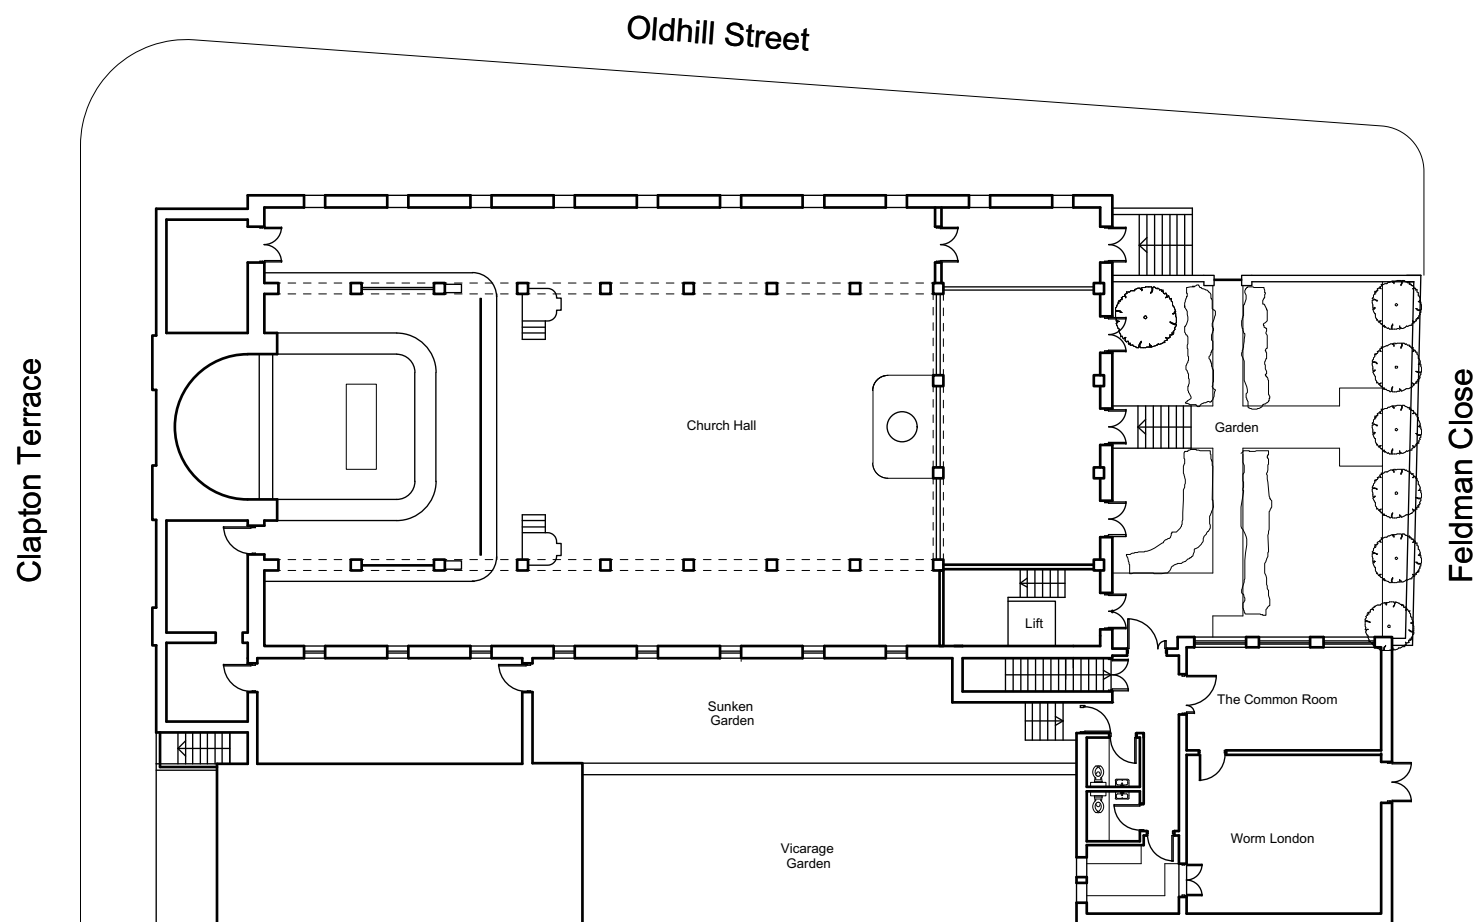 Oldhill Street
Clapton Terrace
Church Hall
Garden
Feldman Close
Lift
The Common Room
Sunken
Garden
Worm London
Vicarage
Garden